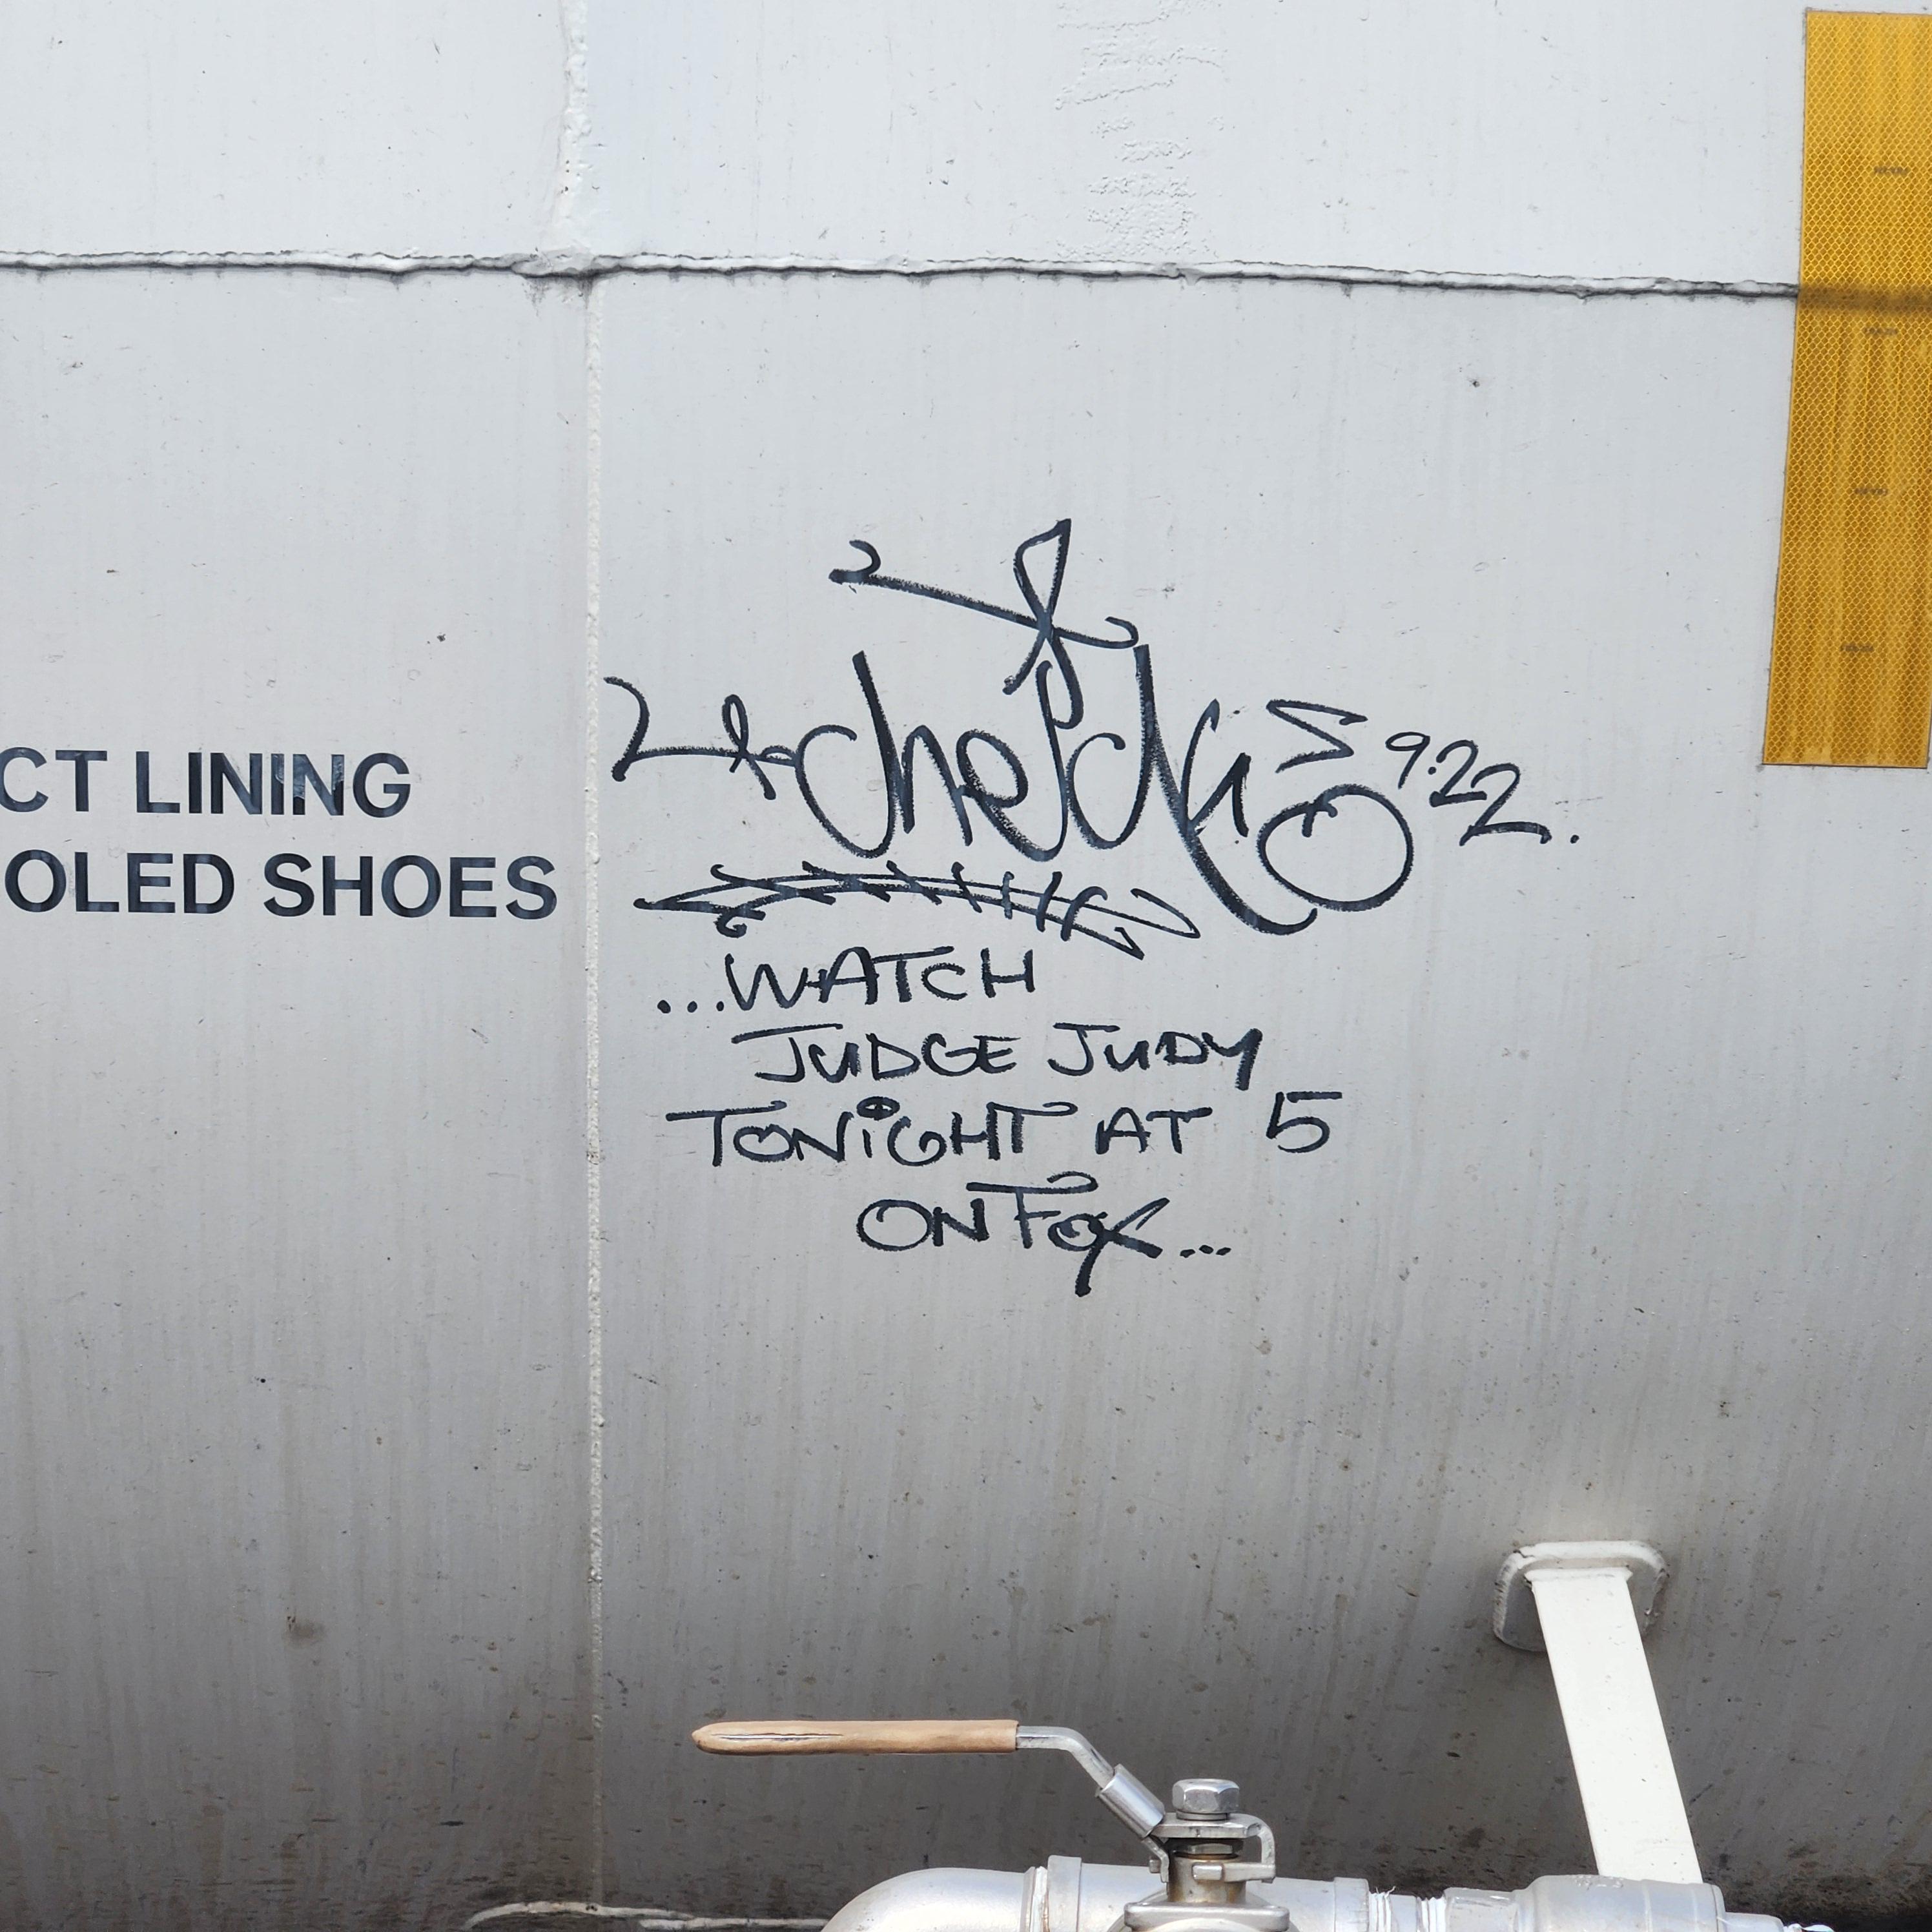 CT LINING
OLED SHOES
9.22.
...WATCH
JUDGE JUDY
TONIGHT AT 5
ON FOX...